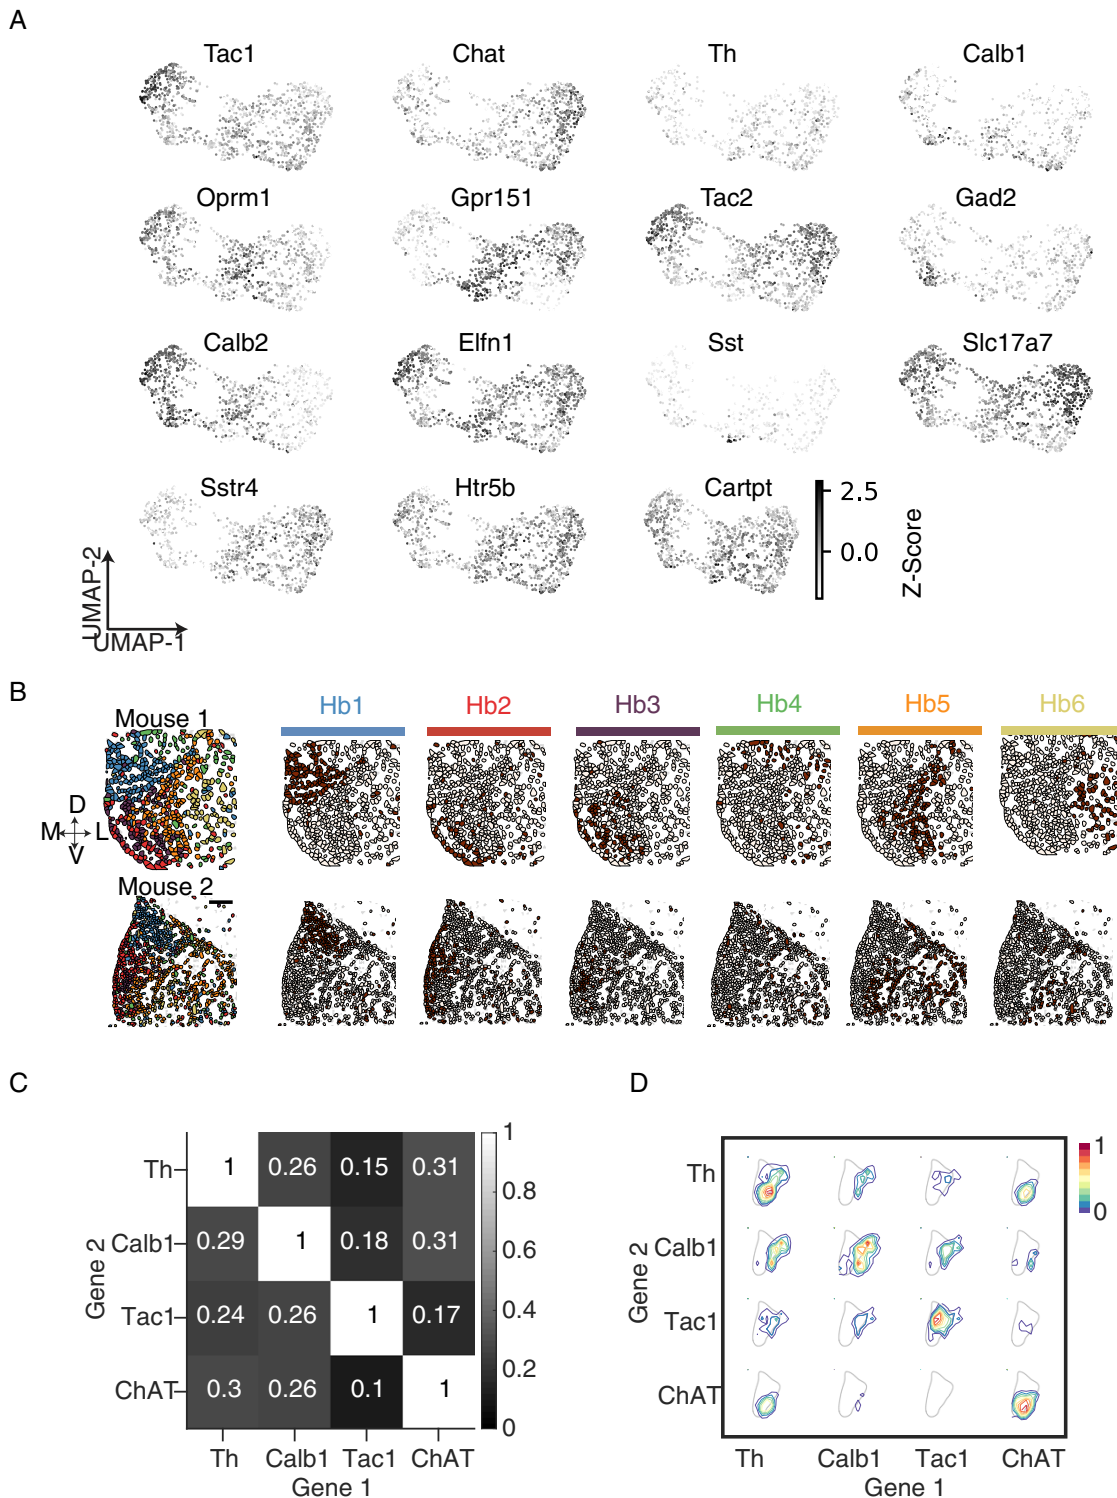 A
Tac1 Chat Th Calb1
Oprm1 Gpr151 Tac2 Gad2
Calb2 Elfn1 Sst Slc17a7
Sstr4 Htr5b Cartpt
2.5
0.0
Z-Score
UMAP-2
UMAP-1
B
Mouse 1 Hb1 Hb2 Hb3 Hb4 Hb5 Hb6
D
M L
V
Mouse 2
C
Th 1 0.26 0.15 0.31
Calb1 0.29 1 0.18 0.31
Tac1 0.24 0.26 1 0.17
ChAT 0.3 0.26 0.1 1
Gene 2
Th Calb1 Tac1 ChAT
Gene 1
1
0.8
0.6
0.4
0.2
0
D
Th
Calb1
Tac1
ChAT
Gene 2
Th Calb1 Tac1 ChAT
Gene 1
1
0